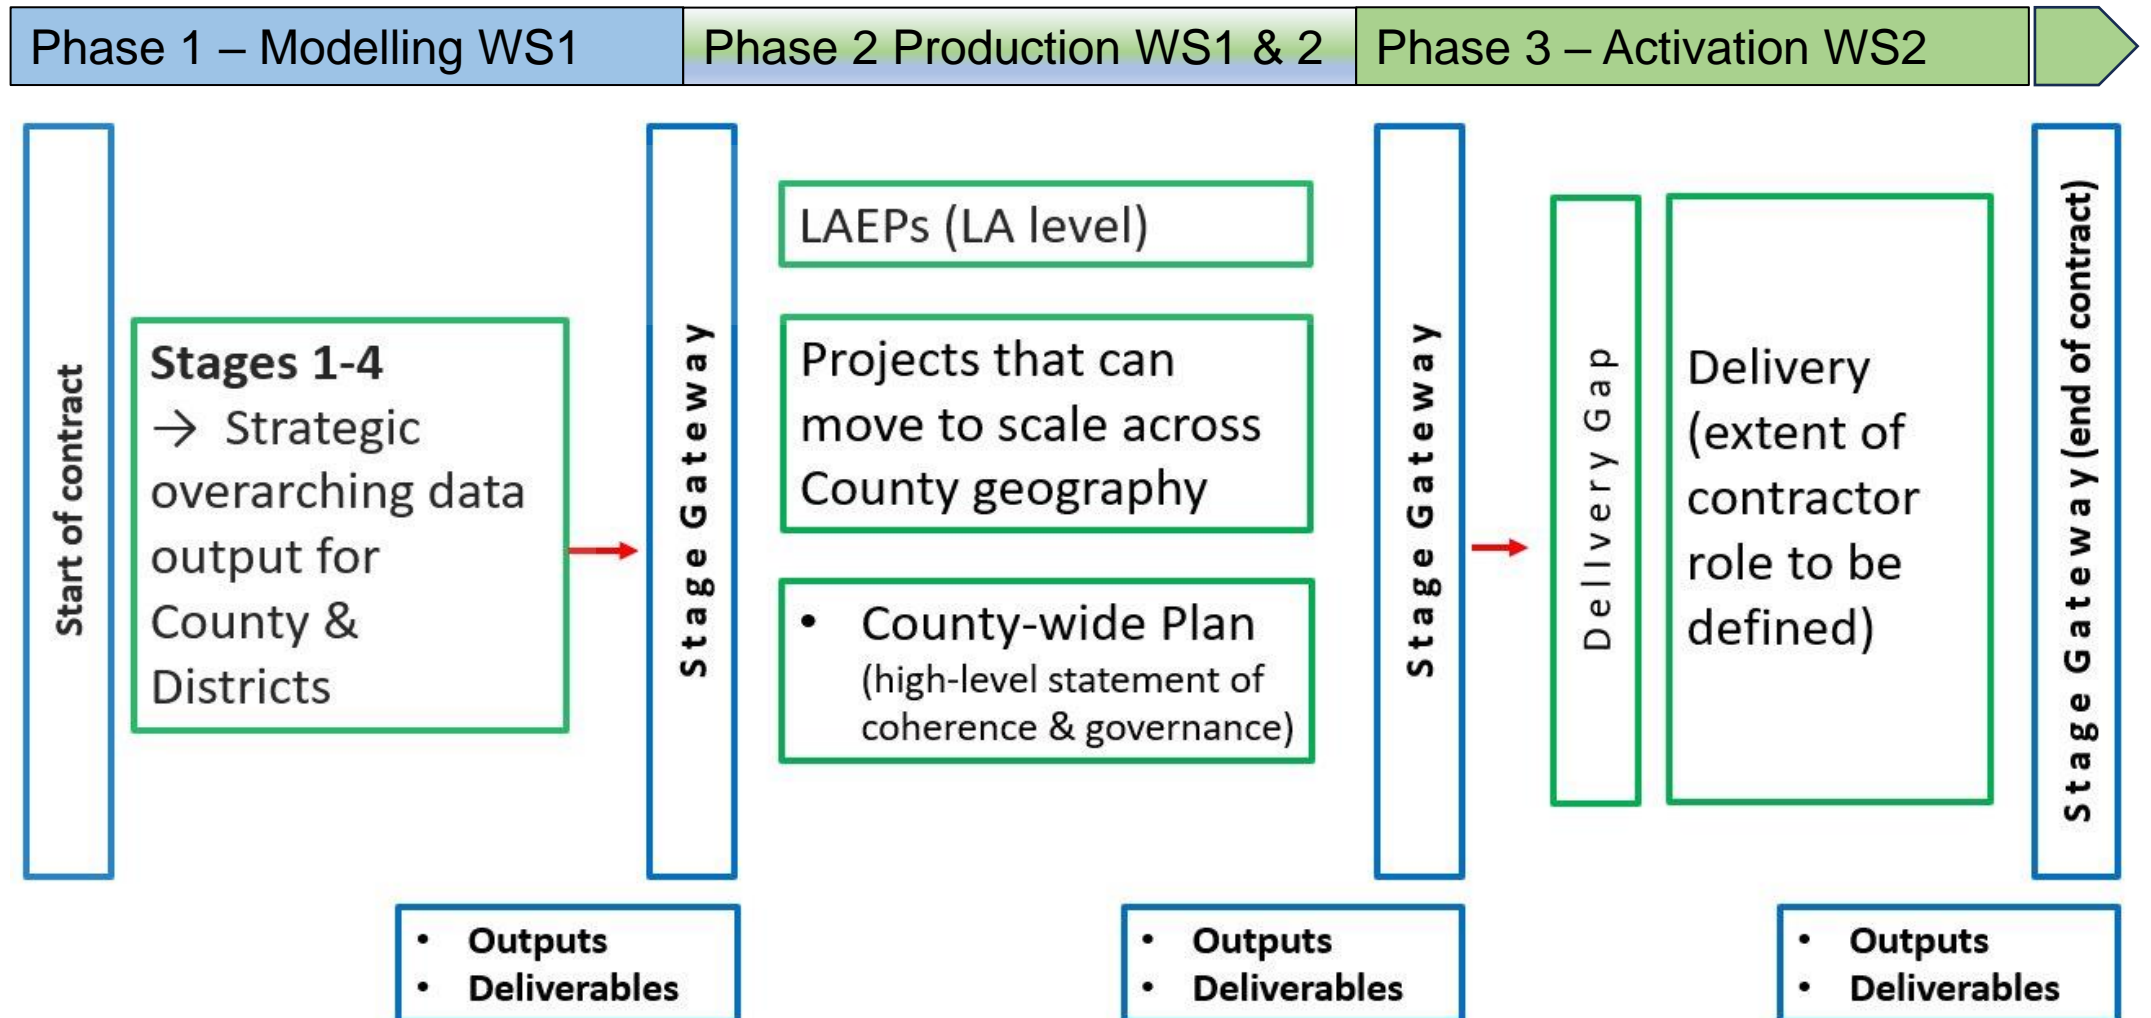 Phase 1 – Modelling WS1
Phase 2 Production WS1 & 2
Phase 3 – Activation WS2
Start of contract
Stages 1-4
→ Strategic
overarching data
output for
County &
Districts
Stage Gateway
LAEPs (LA level)
Projects that can
move to scale across
County geography
• County-wide Plan
(high-level statement of
coherence & governance)
Stage Gateway
Delivery Gap
Delivery
(extent of
contractor
role to be
defined)
Stage Gateway (end of contract)
• Outputs
• Deliverables
• Outputs
• Deliverables
• Outputs
• Deliverables